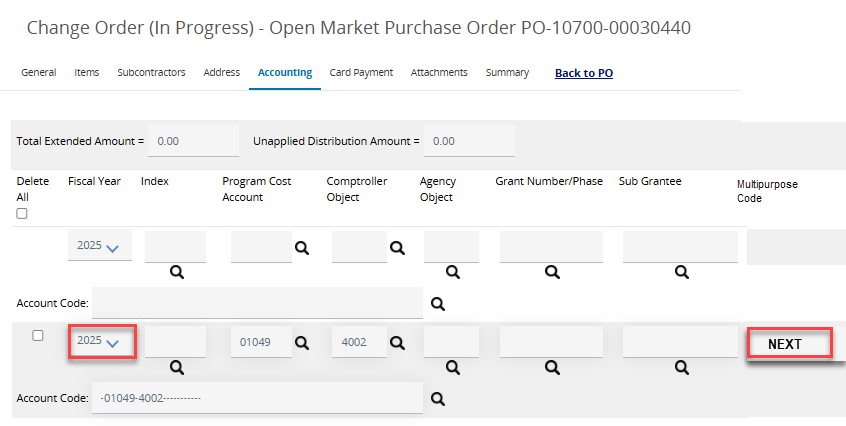 Change Order (In Progress) - Open Market Purchase Order PO-10700-00030440
General Items Subcontractors Address Accounting Card Payment Attachments Summary Back to PO
Total Extended Amount = 0.00 Unapplied Distribution Amount = 0.00
Delete All Fiscal Year Index Program Cost Account Comptroller Object Agency Object Grant Number/Phase Sub Grantee Multipurpose Code
2025
Account Code:
2025 01049 4002 NEXT
Account Code: -01049-4002-----------